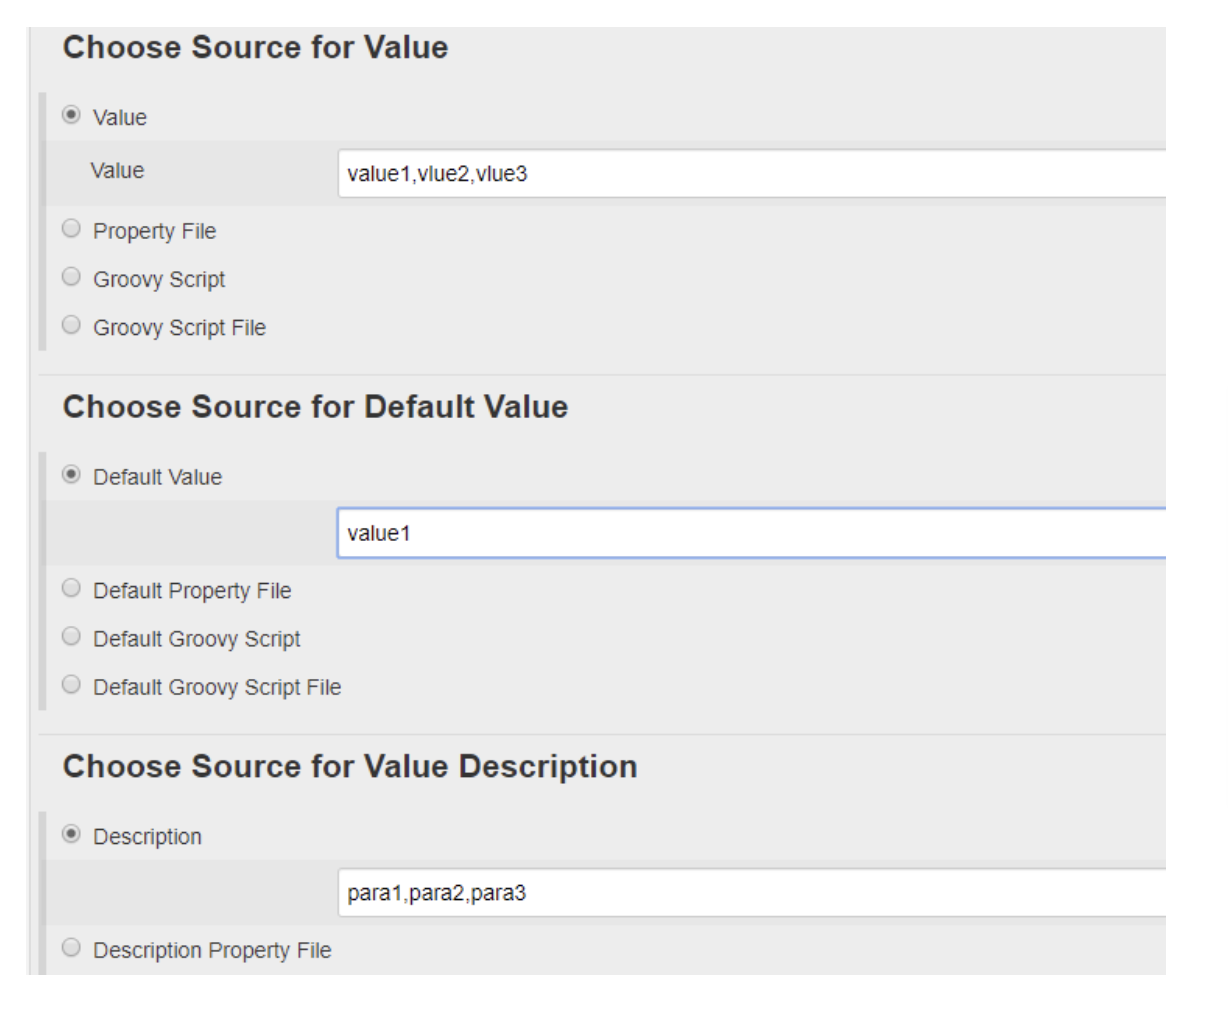 Choose Source for Value
Value
Value
value1,vlue2,vlue3
Property File
Groovy Script
Groovy Script File
Choose Source for Default Value
Default Value
value1
Default Property File
Default Groovy Script
Default Groovy Script File
Choose Source for Value Description
Description
para1,para2,para3
Description Property File